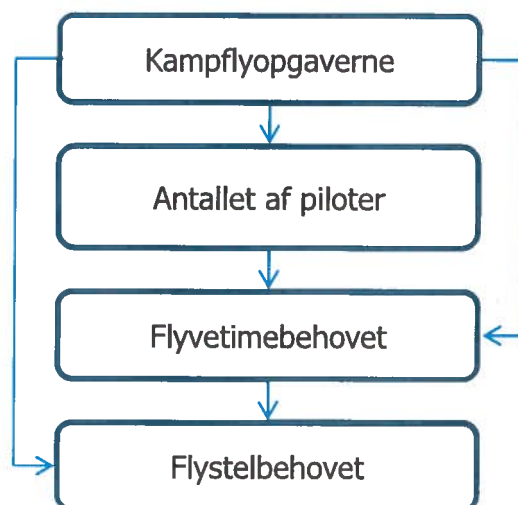 Kampflyopgaverne
Antallet af piloter
Flyvetimebehovet
Flystelbehovet